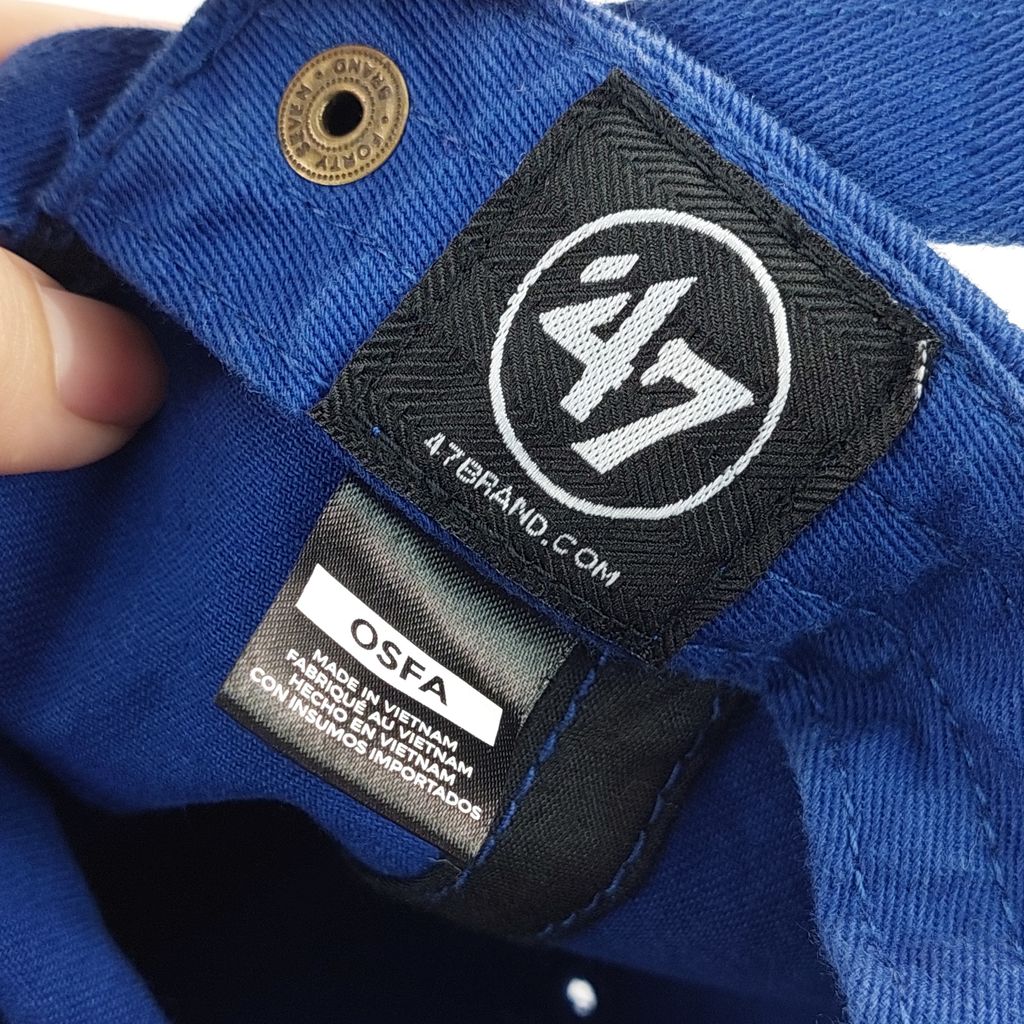 FORTY SEVEN • BRAND •
'47
47BRAND.COM
OSFA
MADE IN VIETNAM
FABRIQUÉ AU VIETNAM
HECHO EN VIETNAM
CON INSUMOS IMPORTADOS